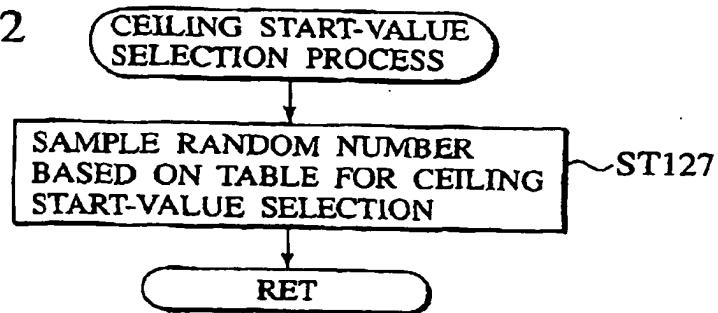 2
CEILING START-VALUE
SELECTION PROCESS
SAMPLE RANDOM NUMBER
BASED ON TABLE FOR CEILING
START-VALUE SELECTION
ST127
RET